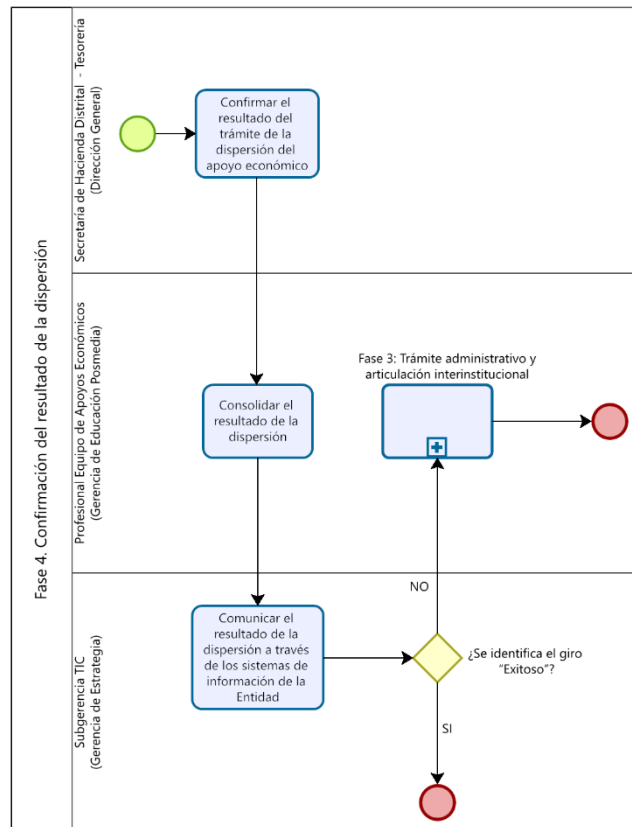 Fase 4. Confirmación del resultado de la dispersión
Secretaría de Hacienda Distrital - Tesorería
(Dirección General)
Confirmar el
resultado del
trámite de la
dispersión del
apoyo económico
Profesional Equipo de Apoyos Económicos
(Gerencia de Educación Posmedia)
Consolidar el
resultado de la
dispersión
Fase 3: Trámite administrativo y
articulación interinstitucional
Subgerencia TIC
(Gerencia de Estrategia)
Comunicar el
resultado de la
dispersión a través
de los sistemas de
información de la
Entidad
NO
¿Se identifica el giro
"Exitoso"?
SI